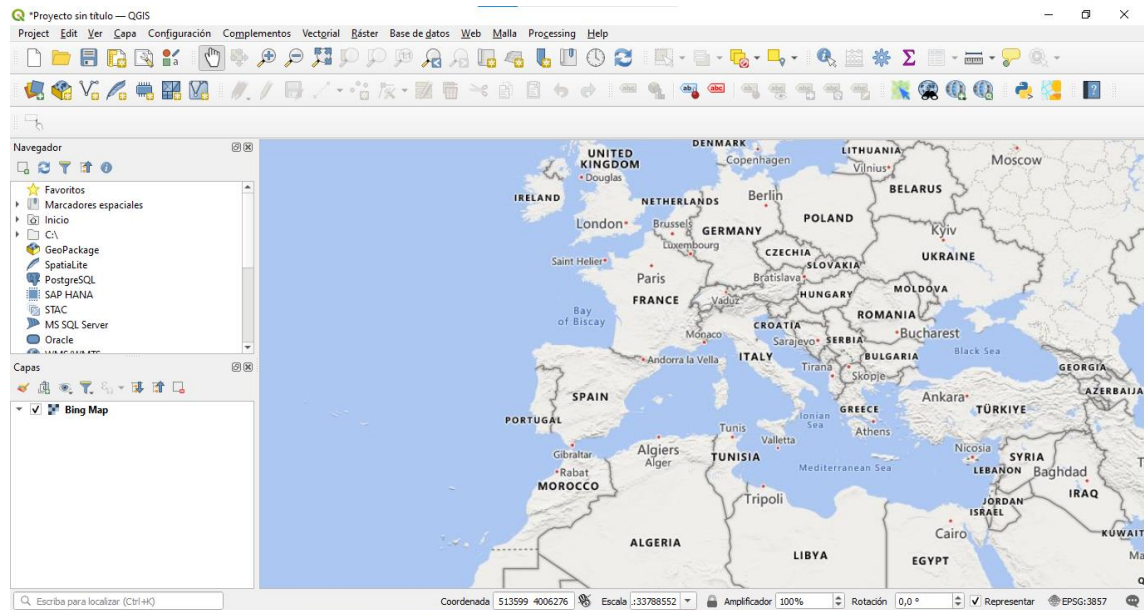 *Proyecto sin título — QGIS
Project Edit Ver Capa Configuración Complementos Vectorial Ráster Base de datos Web Malla Processing Help
abc abc
Navegador
Favoritos
Marcadores espaciales
Inicio
C:\
GeoPackage
SpatiaLite
PostgreSQL
SAP HANA
STAC
MS SQL Server
Oracle
WMS/WMTS
Capas
Bing Map
DENMARK
LITHUANIA
UNITED
KINGDOM
Copenhagen
Moscow
Vilnius
Douglas
BELARUS
IRELAND
NETHERLANDS
Berlin
POLAND
London
Brussels
GERMANY
Kyiv
Luxembourg
CZECHIA
UKRAINE
Saint Helier
SLOVAKIA
Paris
Bratislava
MOLDOVA
FRANCE
Vaduz
HUNGARY
Bay
of Biscay
ROMANIA
CROATIA
Monaco
Sarajevo
SERBIA
Bucharest
Andorra la Vella
ITALY
BULGARIA
Black Sea
Tirana
Skopje
GEORGIA
SPAIN
Ankara
AZERBAIJA
PORTUGAL
Ionian
Sea
GREECE
TÜRKIYE
Tunis
Athens
Gibraltar
Algiers
Alger
Valletta
Nicosia
SYRIA
Rabat
TUNISIA
Mediterranean Sea
LEBANON
Baghdad
MOROCCO
Tripoli
JORDAN
IRAQ
ISRAEL
Cairo
KUWAIT
ALGERIA
LIBYA
EGYPT
Ma
Escriba para localizar (Ctrl+K)
Coordenada 513599 4006276 Escala .:33788552 Amplificador 100% Rotación 0,0 ° Representar EPSG:3857